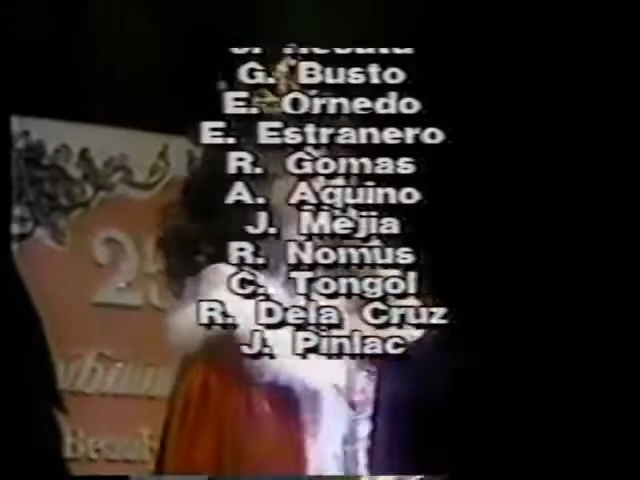 G. Busto
E. Ornedo
E. Estranero
R. Gomas
A. Aquino
J. Mejia
R. Nomus
C. Tongol
R. Dela Cruz
J. Pinlac